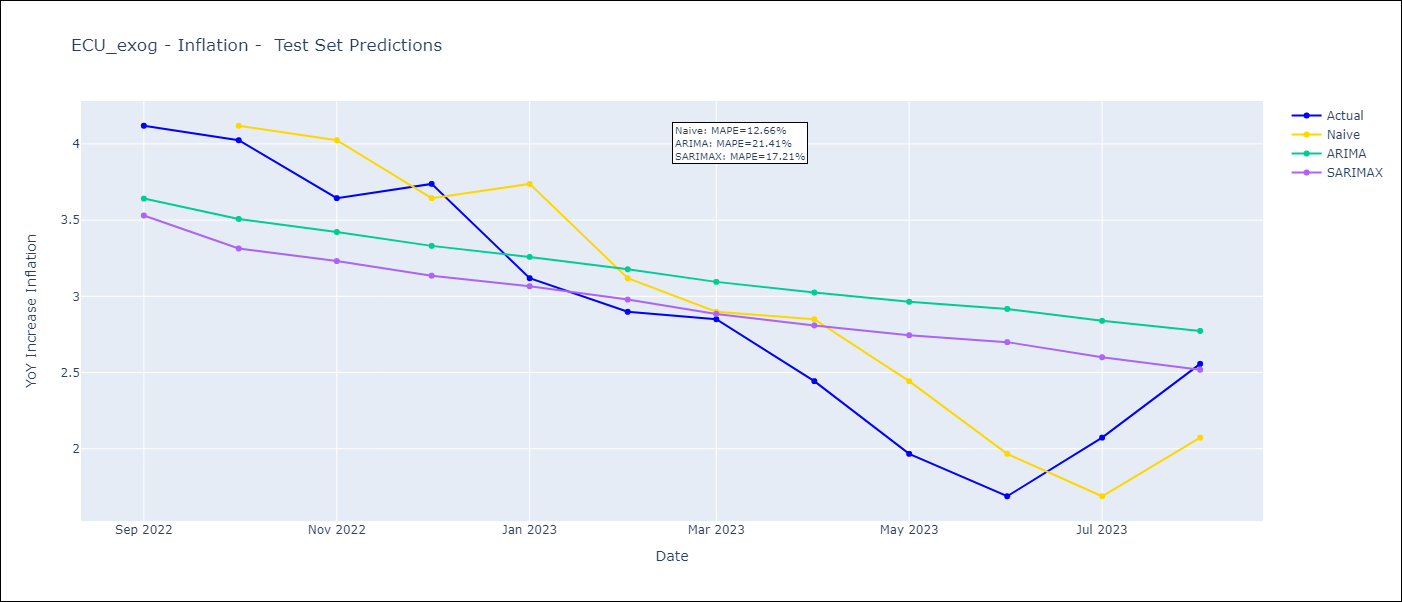 ECU_exog - Inflation -  Test Set Predictions
Naive: MAPE=12.66%
ARIMA: MAPE=21.41%
SARIMAX: MAPE=17.21%
Actual
Naive
ARIMA
SARIMAX
YoY Increase Inflation
4
3.5
3
2.5
2
Sep 2022
Nov 2022
Jan 2023
Mar 2023
May 2023
Jul 2023
Date